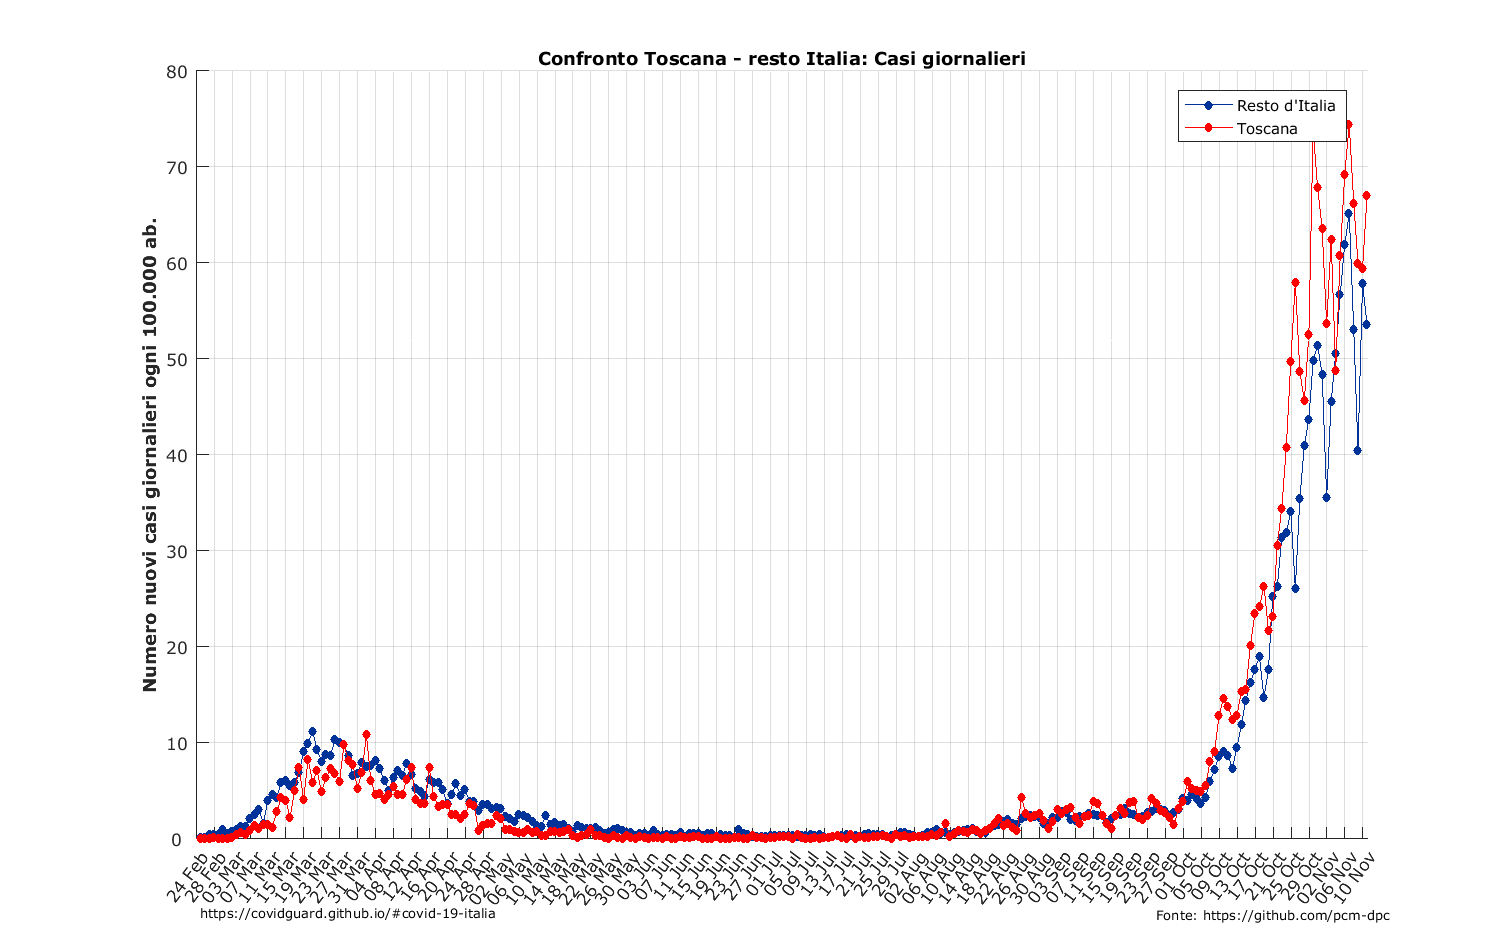 Confronto Toscana - resto Italia: Casi giornalieri
Numero nuovi casi giornalieri ogni 100.000 ab.
80
70
60
50
40
30
20
10
0
Resto d'Italia
Toscana
24 Feb
28 Feb
03 Mar
07 Mar
11 Mar
15 Mar
19 Mar
23 Mar
27 Mar
31 Mar
04 Apr
08 Apr
12 Apr
16 Apr
20 Apr
24 Apr
28 Apr
02 May
06 May
10 May
14 May
18 May
22 May
26 May
30 May
03 Jun
07 Jun
11 Jun
15 Jun
19 Jun
23 Jun
27 Jun
01 Jul
05 Jul
09 Jul
13 Jul
17 Jul
21 Jul
25 Jul
29 Jul
02 Aug
06 Aug
10 Aug
14 Aug
18 Aug
22 Aug
26 Aug
30 Aug
03 Sep
07 Sep
11 Sep
15 Sep
19 Sep
23 Sep
27 Sep
01 Oct
05 Oct
09 Oct
13 Oct
17 Oct
21 Oct
25 Oct
29 Oct
02 Nov
06 Nov
10 Nov
https://covidguard.github.io/#covid-19-italia
Fonte: https://github.com/pcm-dpc